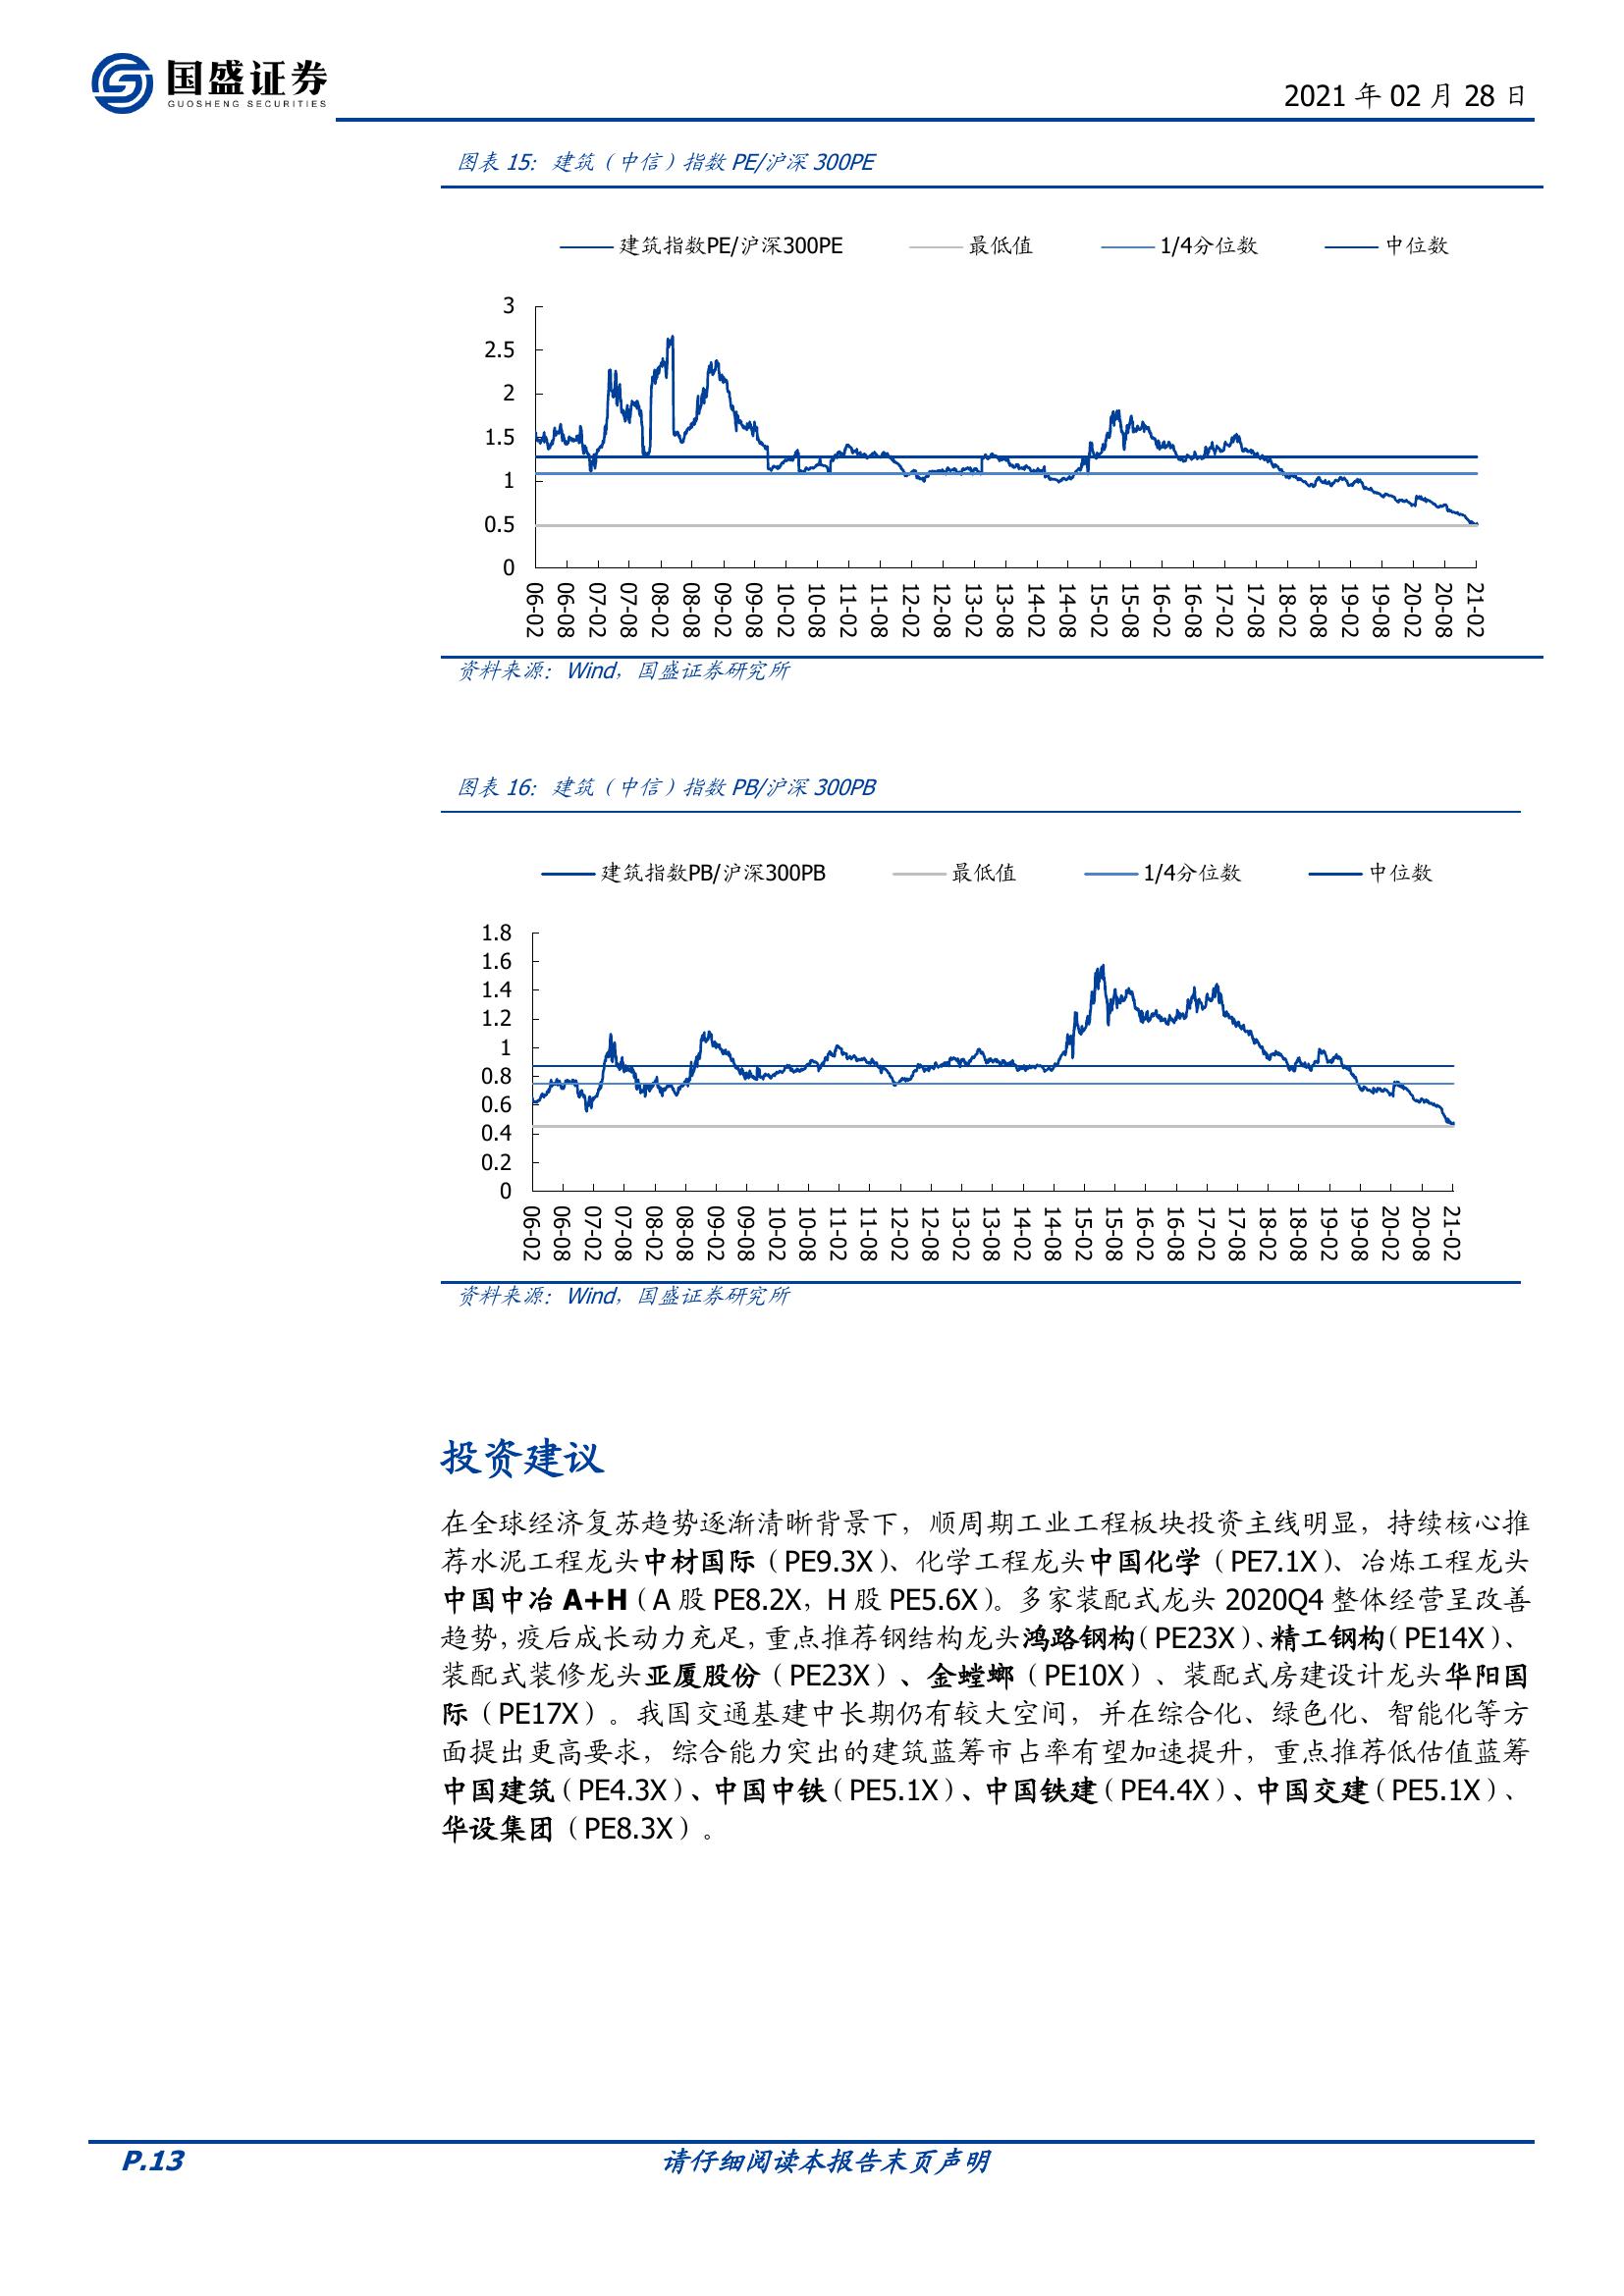 国盛证券
GUOSHENG SECURITIES
2021 年 02 月 28 日
图表 15: 建筑（中信）指数 PE/沪深 300PE
建筑指数PE/沪深300PE 最低值 1/4分位数 中位数
3
2.5
2
1.5
1
0.5
0
06-02 06-08 07-02 07-08 08-02 08-08 09-02 09-08 10-02 10-08 11-02 11-08 12-02 12-08 13-02 13-08 14-02 14-08 15-02 15-08 16-02 16-08 17-02 17-08 18-02 18-08 19-02 19-08 20-02 20-08 21-02
资料来源：Wind，国盛证券研究所
图表 16: 建筑（中信）指数 PB/沪深 300PB
建筑指数PB/沪深300PB 最低值 1/4分位数 中位数
1.8
1.6
1.4
1.2
1
0.8
0.6
0.4
0.2
0
06-02 06-08 07-02 07-08 08-02 08-08 09-02 09-08 10-02 10-08 11-02 11-08 12-02 12-08 13-02 13-08 14-02 14-08 15-02 15-08 16-02 16-08 17-02 17-08 18-02 18-08 19-02 19-08 20-02 20-08 21-02
资料来源：Wind，国盛证券研究所
投资建议
在全球经济复苏趋势逐渐清晰背景下，顺周期工业工程板块投资主线明显，持续核心推
荐水泥工程龙头中材国际（PE9.3X）、化学工程龙头中国化学（PE7.1X）、冶炼工程龙头
中国中冶 A+H（A 股 PE8.2X，H 股 PE5.6X）。多家装配式龙头 2020Q4 整体经营呈改善
趋势，疫后成长动力充足，重点推荐钢结构龙头鸿路钢构（PE23X）、精工钢构（PE14X）、
装配式装修龙头亚厦股份（PE23X）、金螳螂（PE10X）、装配式房建设计龙头华阳国
际（PE17X）。我国交通基建中长期仍有较大空间，并在综合化、绿色化、智能化等方
面提出更高要求，综合能力突出的建筑蓝筹市占率有望加速提升，重点推荐低估值蓝筹
中国建筑（PE4.3X）、中国中铁（PE5.1X）、中国铁建（PE4.4X）、中国交建（PE5.1X）、
华设集团（PE8.3X）。
P.13 请仔细阅读本报告末页声明